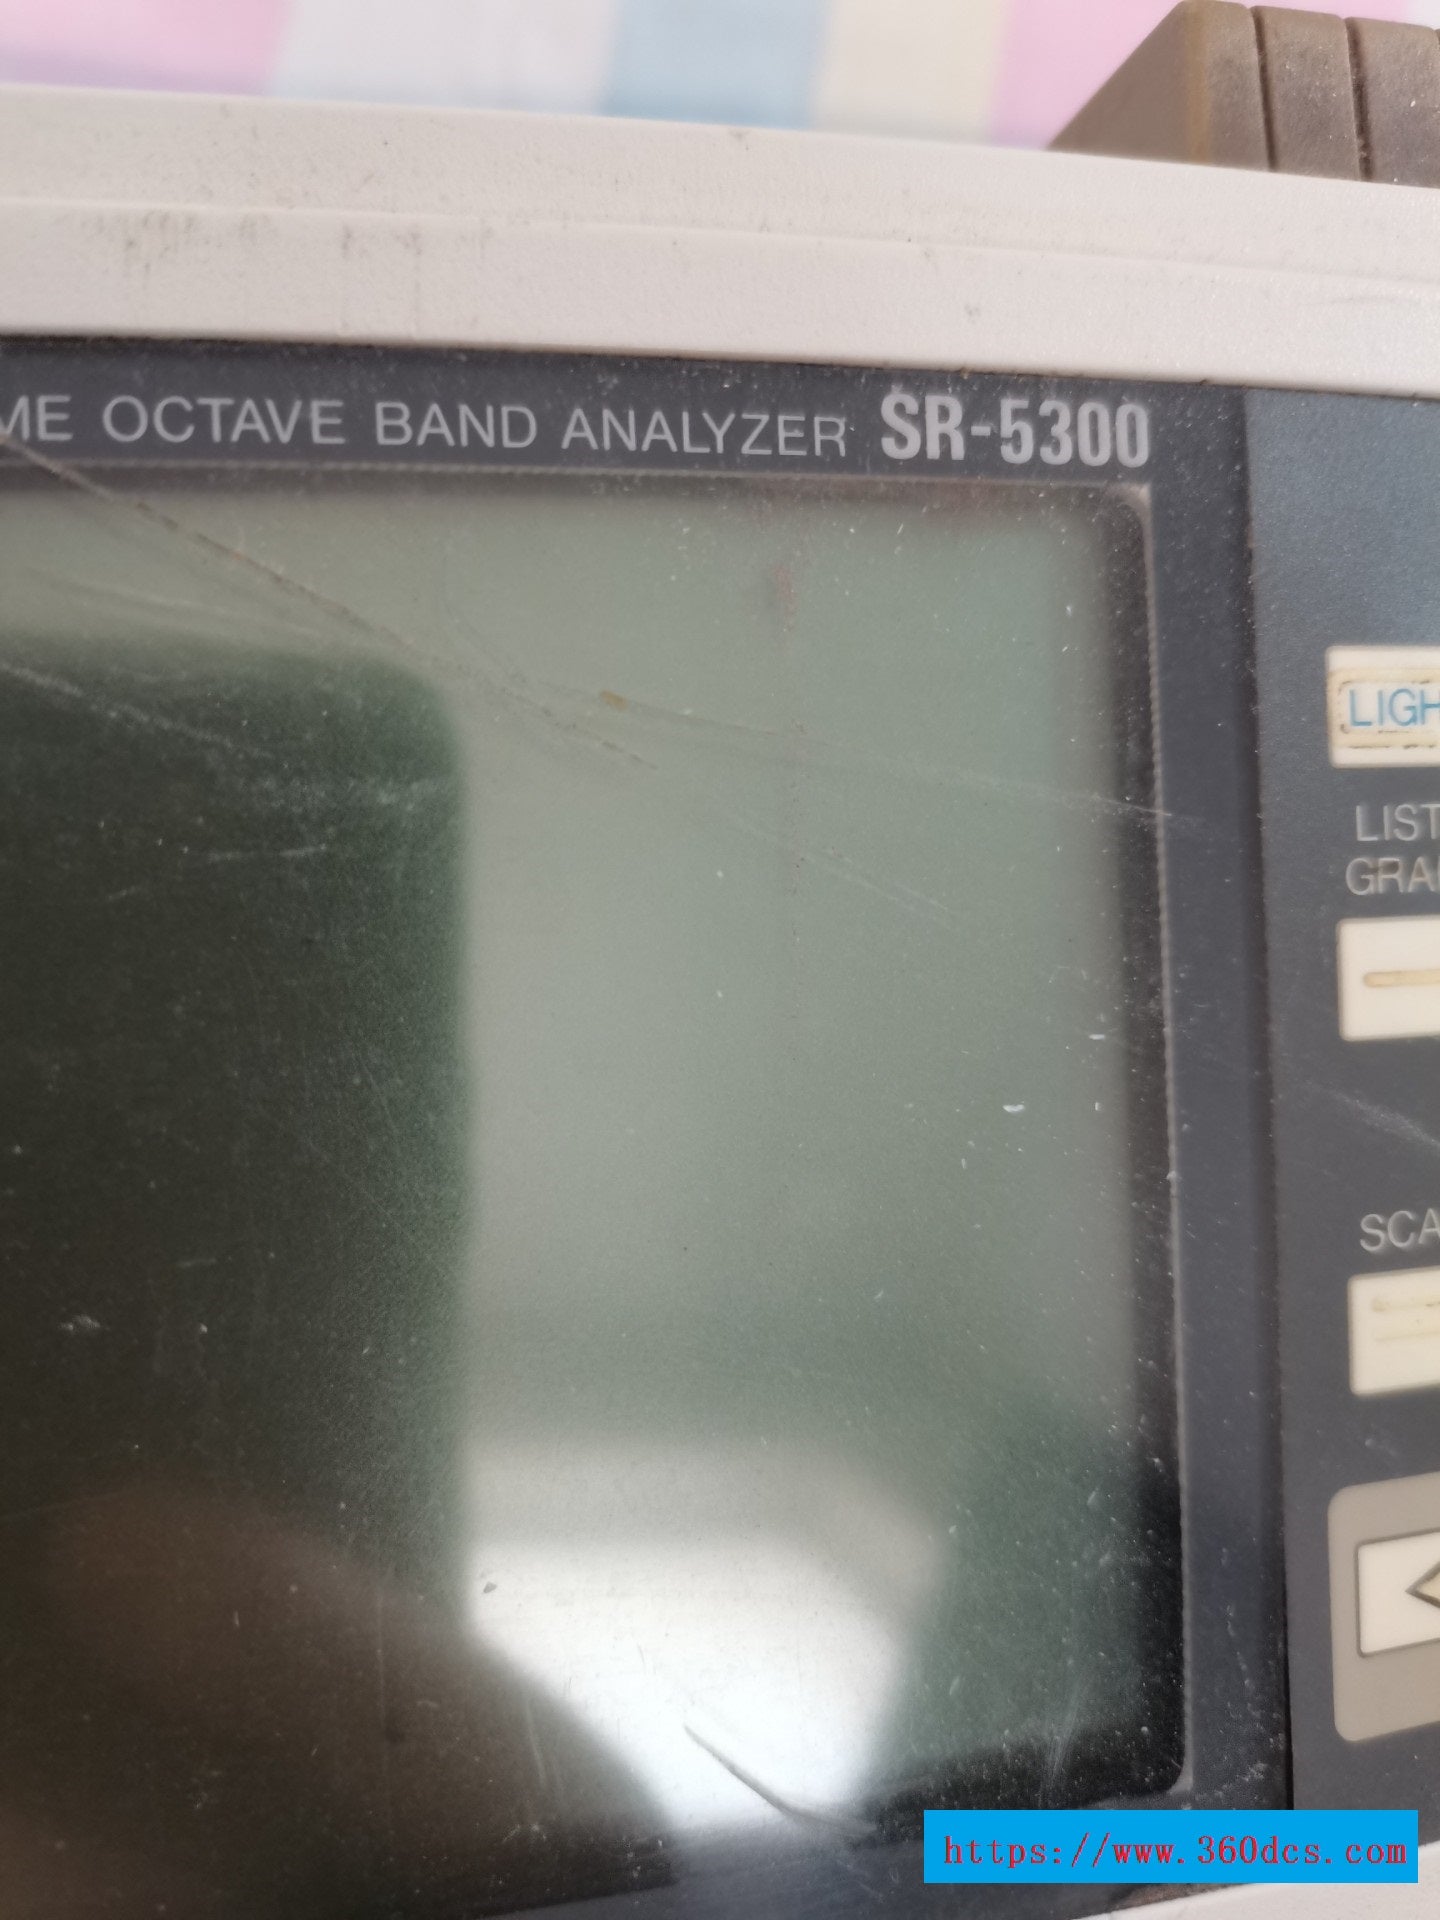 ME OCTAVE BAND ANALYZER SR-5300
LIGH
LIST
GRA
SCA
https://www.360dcs.com